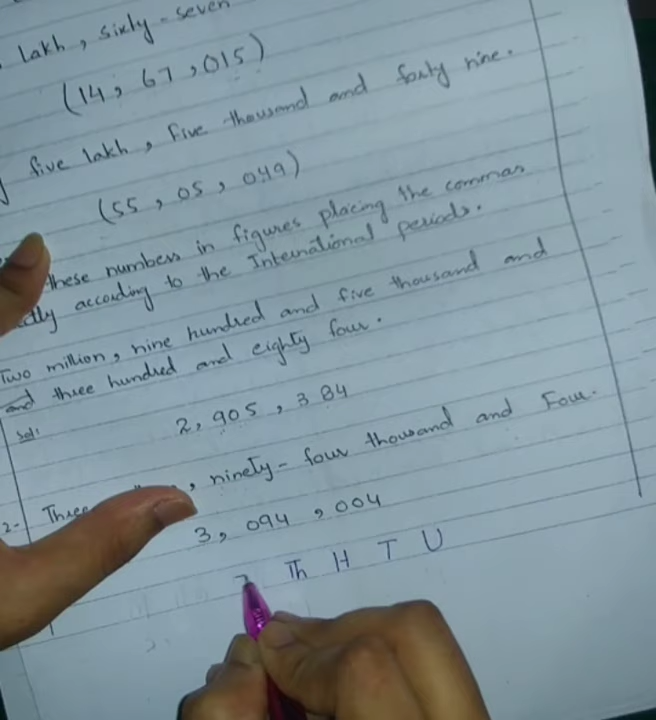 lakh, sixty-seven
(14, 67, 015)
five lakh, five thousand and forty nine.
(55, 05, 049)
these numbers in figures placing the commas
according to the International periods.
Two million, nine hundred and five thousand and
and three hundred and eighty four.
Sol:
2, 905, 384
2- Three , ninety-four thousand and Four.
3, 094, 004
Th H T U